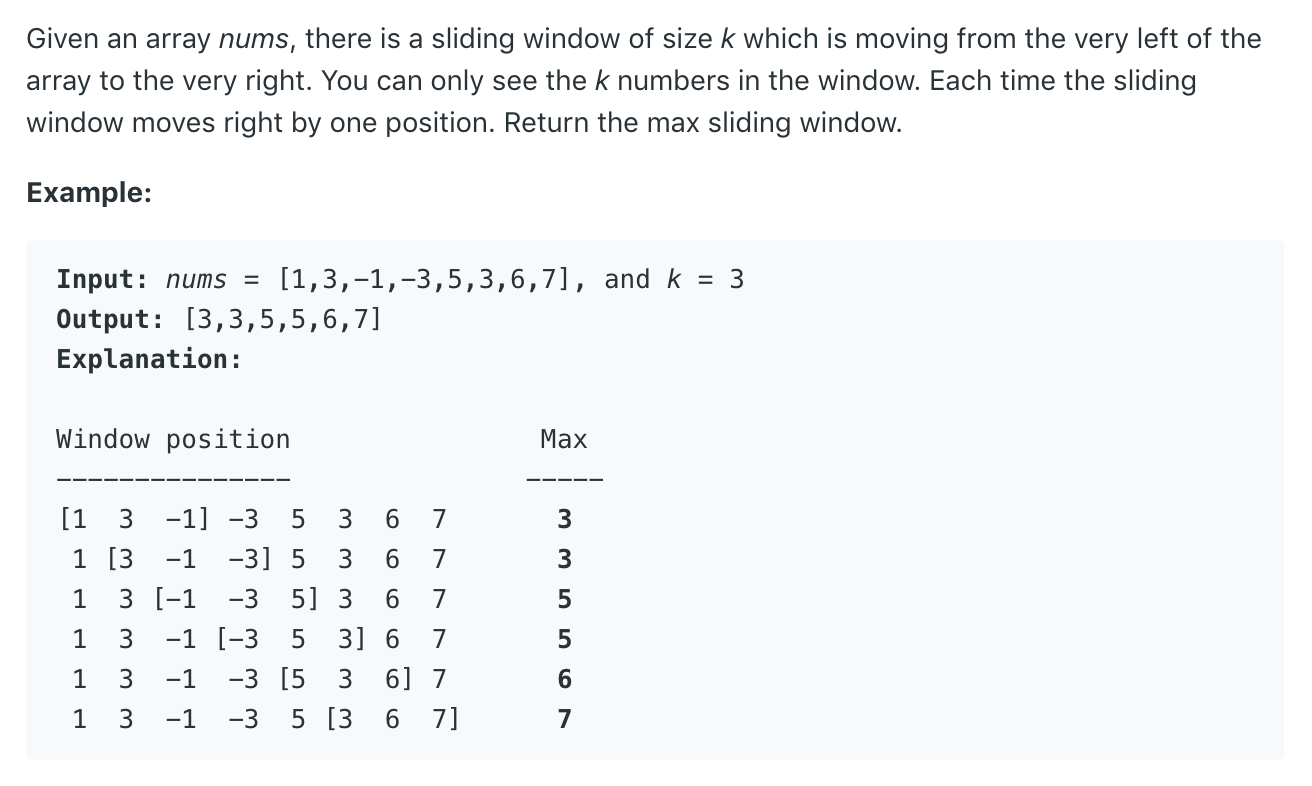 Given an array nums, there is a sliding window of size k which is moving from the very left of the
array to the very right. You can only see the k numbers in the window. Each time the sliding
window moves right by one position. Return the max sliding window.
Example:
Input: nums = [1,3,-1,-3,5,3,6,7], and k = 3
Output: [3,3,5,5,6,7]
Explanation:
Window position                Max
---------------               -----
[1  3  -1] -3  5  3  6  7       3
 1 [3  -1  -3] 5  3  6  7       3
 1  3 [-1  -3  5] 3  6  7       5
 1  3  -1 [-3  5  3] 6  7       5
 1  3  -1  -3 [5  3  6] 7       6
 1  3  -1  -3  5 [3  6  7]      7